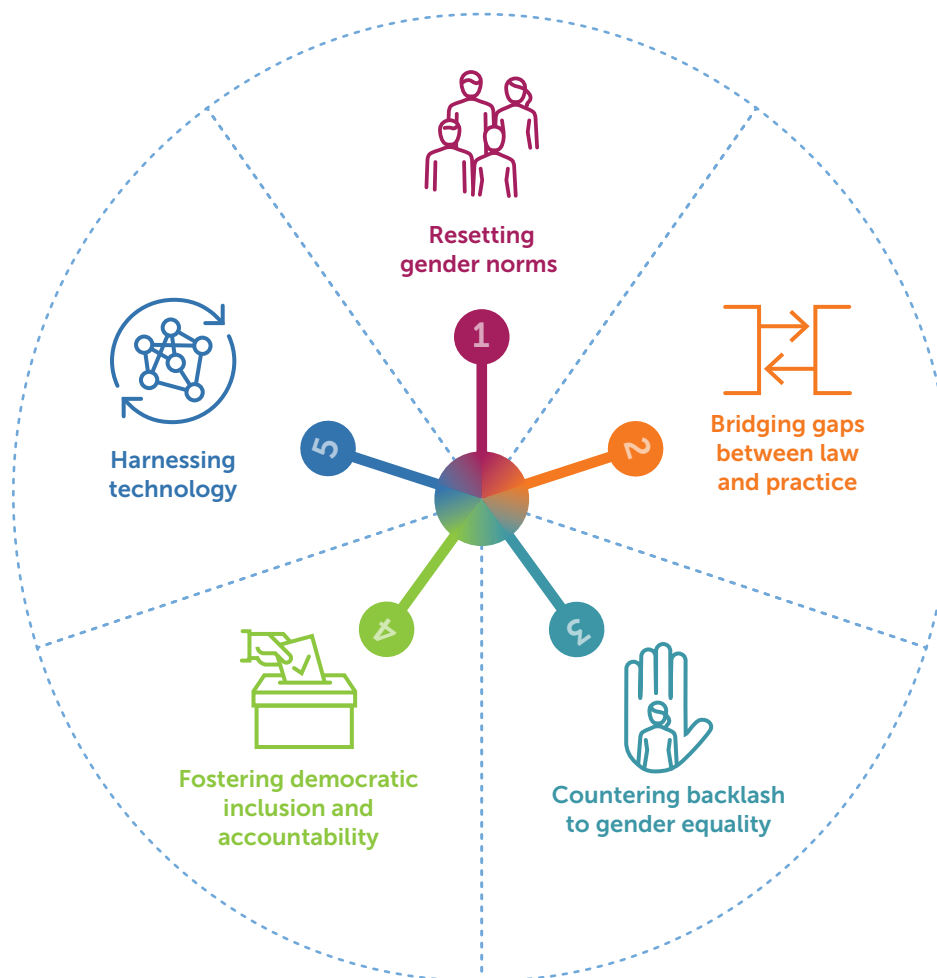 Resetting
gender norms
1
Bridging gaps
between law
and practice
2
Countering backlash
to gender equality
3
Fostering democratic
inclusion and
accountability
4
Harnessing
technology
5